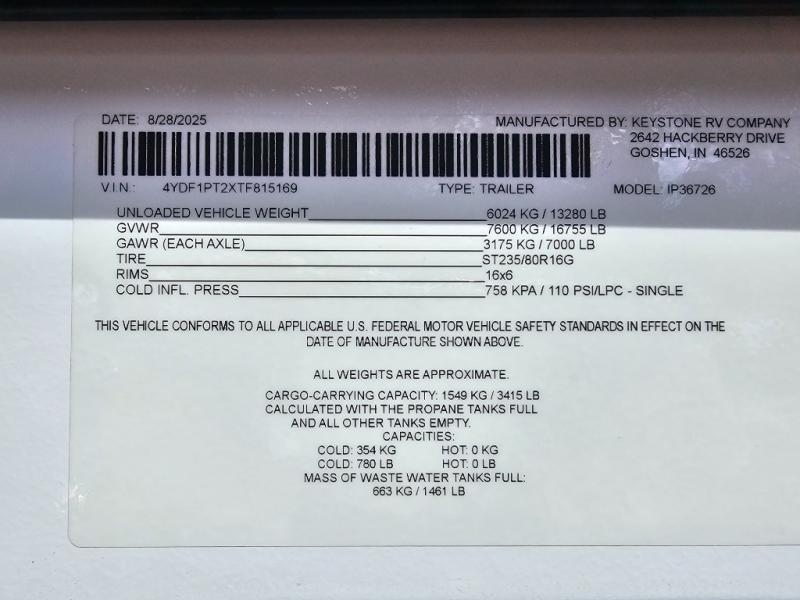 DATE: 8/28/2025 MANUFACTURED BY: KEYSTONE RV COMPANY
2642 HACKBERRY DRIVE
GOSHEN, IN 46526
V.I.N.: 4YDF1PT2XTF815169 TYPE: TRAILER MODEL: IP36726
UNLOADED VEHICLE WEIGHT 6024 KG / 13280 LB
GVWR 7600 KG / 16755 LB
GAWR (EACH AXLE) 3175 KG / 7000 LB
TIRE ST235/80R16G
RIMS 16x6
COLD INFL. PRESS 758 KPA / 110 PSI/LPC - SINGLE
THIS VEHICLE CONFORMS TO ALL APPLICABLE U.S. FEDERAL MOTOR VEHICLE SAFETY STANDARDS IN EFFECT ON THE
DATE OF MANUFACTURE SHOWN ABOVE.
ALL WEIGHTS ARE APPROXIMATE.
CARGO-CARRYING CAPACITY: 1549 KG / 3415 LB
CALCULATED WITH THE PROPANE TANKS FULL
AND ALL OTHER TANKS EMPTY.
CAPACITIES:
COLD: 354 KG HOT: 0 KG
COLD: 780 LB HOT: 0 LB
MASS OF WASTE WATER TANKS FULL:
663 KG / 1461 LB